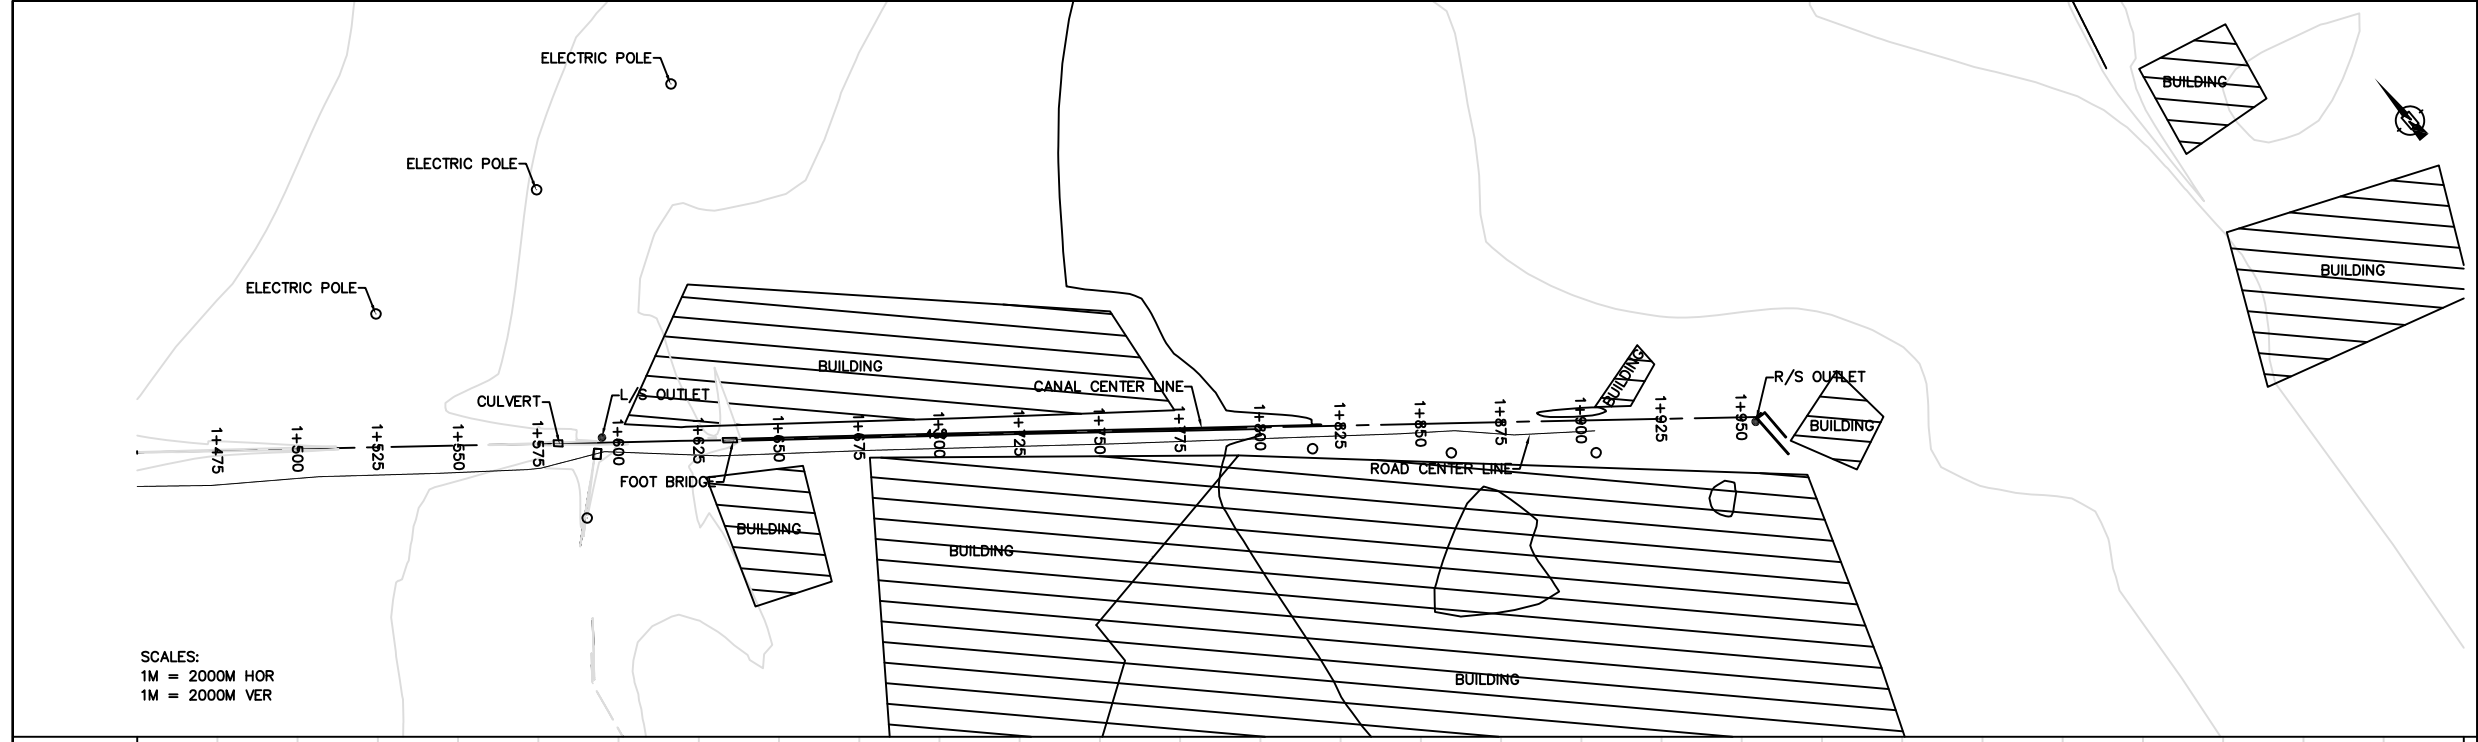 ELECTRIC POLE
ELECTRIC POLE
ELECTRIC POLE
BUILDING
BUILDING
BUILDING
CANAL CENTER LINE
BUILDING
R/S OUTLET
L/S OUTLET
CULVERT
BUILDING
1+475
1+500
1+525
1+550
1+575
1+600
1+625
1+650
1+675
1+725
1+750
1+775
1+800
1+825
1+850
1+875
1+900
1+925
1+950
ROAD CENTER LINE
FOOT BRIDGE
BUILDING
BUILDING
BUILDING
SCALES:
1M = 2000M HOR
1M = 2000M VER